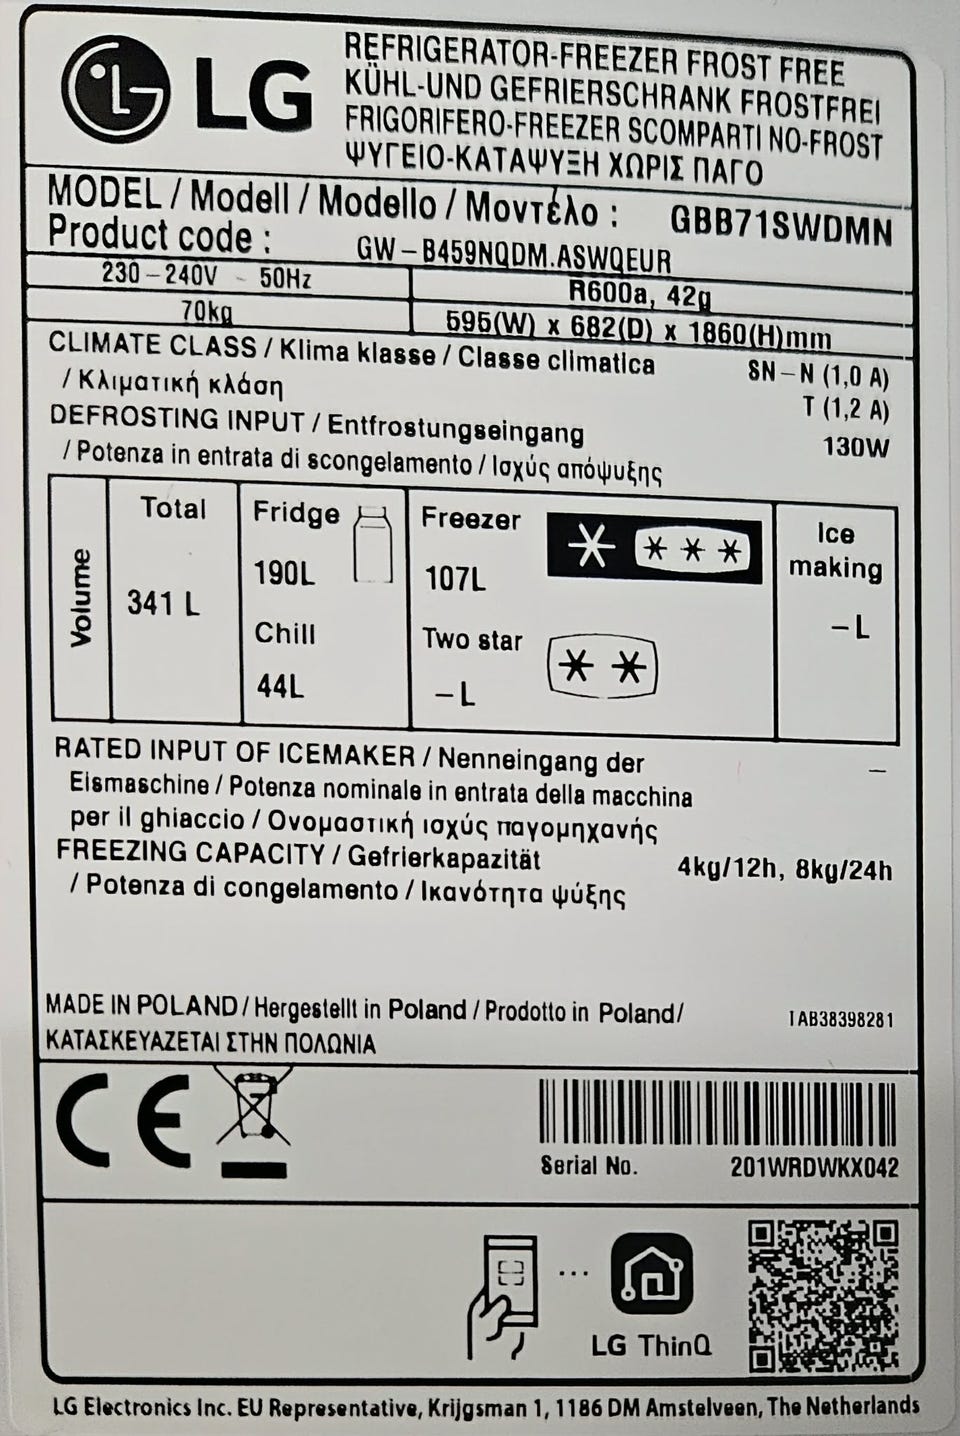 LG
REFRIGERATOR-FREEZER FROST FREE
KÜHL-UND GEFRIERSCHRANK FROSTFREI
FRIGORIFERO-FREEZER SCOMPARTI NO-FROST
ΨΥΓΕΙΟ-ΚΑΤΑΨΥΞΗ ΧΩΡΙΣ ΠΑΓΟ
MODEL / Modell / Modello / Μοντέλο : GBB71SWDMN
Product code : GW-B459NQDM.ASWQEUR
230-240V ~ 50Hz R600a, 42g
70kg 595(W) x 682(D) x 1860(H)mm
CLIMATE CLASS / Klima klasse / Classe climatica SN-N (1,0 A)
/ Κλιματική κλάση T (1,2 A)
DEFROSTING INPUT / Entfrostungseingang 130W
/ Potenza in entrata di scongelamento / Ισχύς απόψυξης
Volume
Total
341 L
Fridge
190L
Chill
44L
Freezer
107L
Two star
-L
Ice
making
-L
RATED INPUT OF ICEMAKER / Nenneingang der –
Eismaschine / Potenza nominale in entrata della macchina
per il ghiaccio / Ονομαστική ισχύς παγομηχανής
FREEZING CAPACITY / Gefrierkapazität 4kg/12h, 8kg/24h
/ Potenza di congelamento / Ικανότητα ψύξης
MADE IN POLAND / Hergestellt in Poland / Prodotto in Poland/ IAB38398281
ΚΑΤΑΣΚΕΥΑΖΕΤΑΙ ΣΤΗΝ ΠΟΛΩΝΙΑ
CE
Serial No. 201WRDWKX042
LG ThinQ
LG Electronics Inc. EU Representative, Krijgsman 1, 1186 DM Amstelveen, The Netherlands